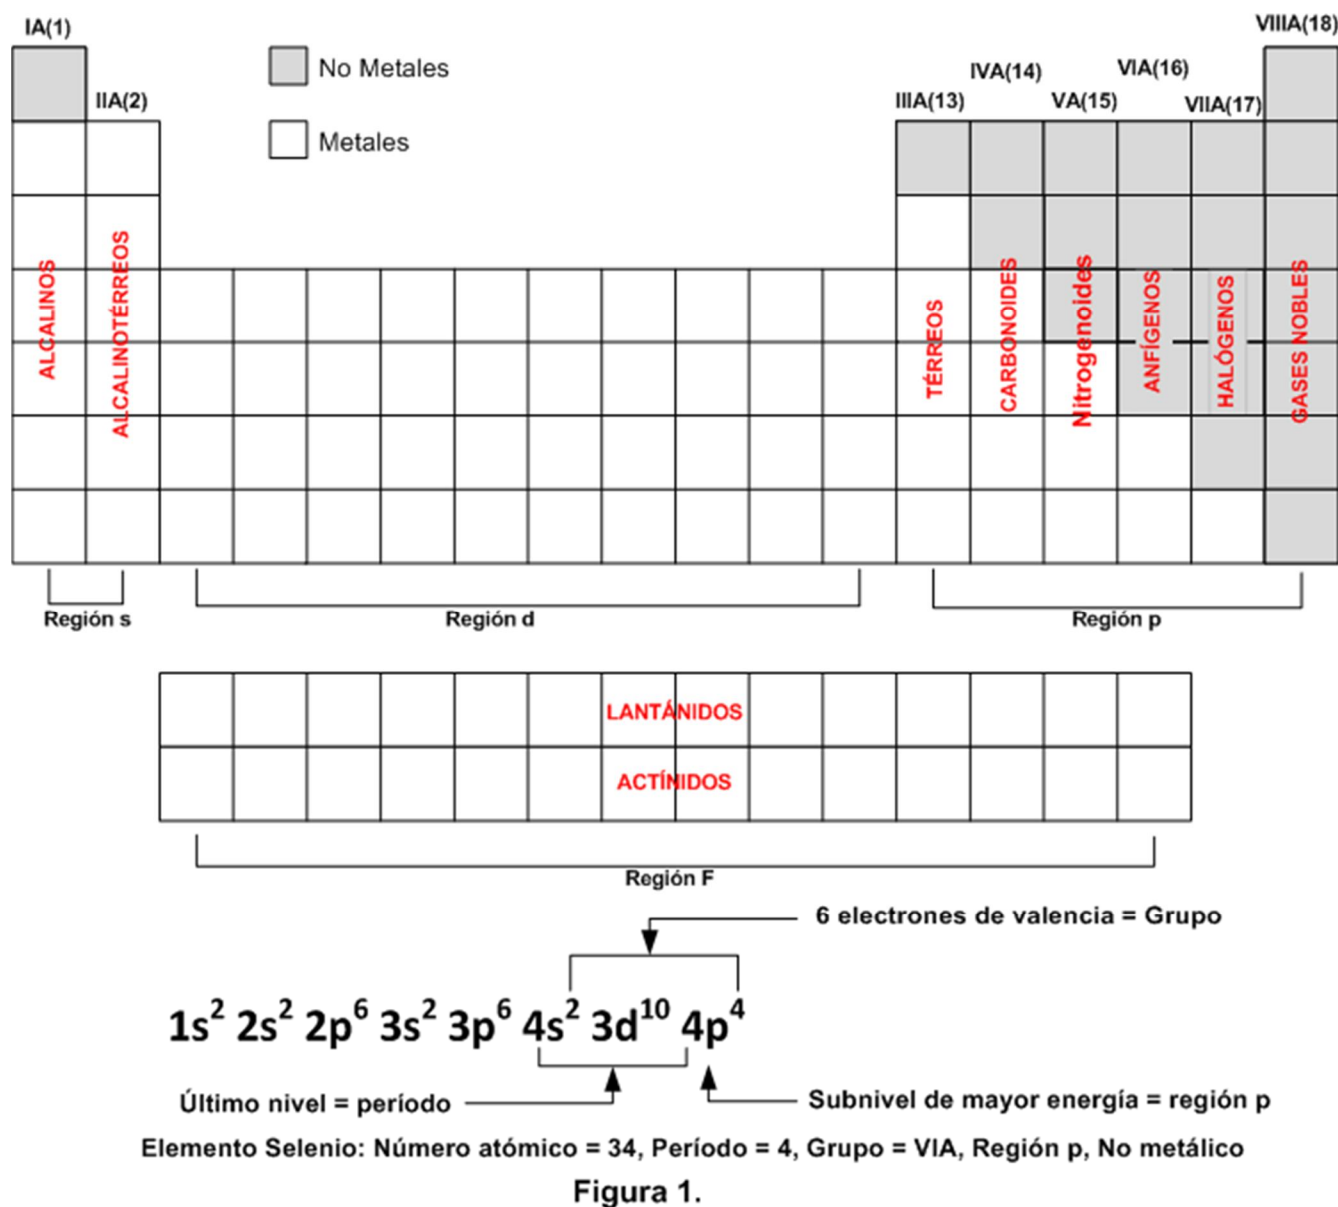 IA(1)
VIIIA(18)
No Metales
IVA(14)
VIA(16)
IIA(2)
IIIA(13)
VA(15)
VIIA(17)
Metales
ALCALINOS
ALCALINOTÉRREOS
TÉRREOS
CARBONOIDES
Nitrogenoides
ANFÍGENOS
HALÓGENOS
GASES NOBLES
Región s
Región d
Región p
LANTÁNIDOS
ACTÍNIDOS
Región F
6 electrones de valencia = Grupo
1s² 2s² 2p⁶ 3s² 3p⁶ 4s² 3d¹⁰ 4p⁴
Último nivel = período
Subnivel de mayor energía = región p
Elemento Selenio: Número atómico = 34, Período = 4, Grupo = VIA, Región p, No metálico
Figura 1.